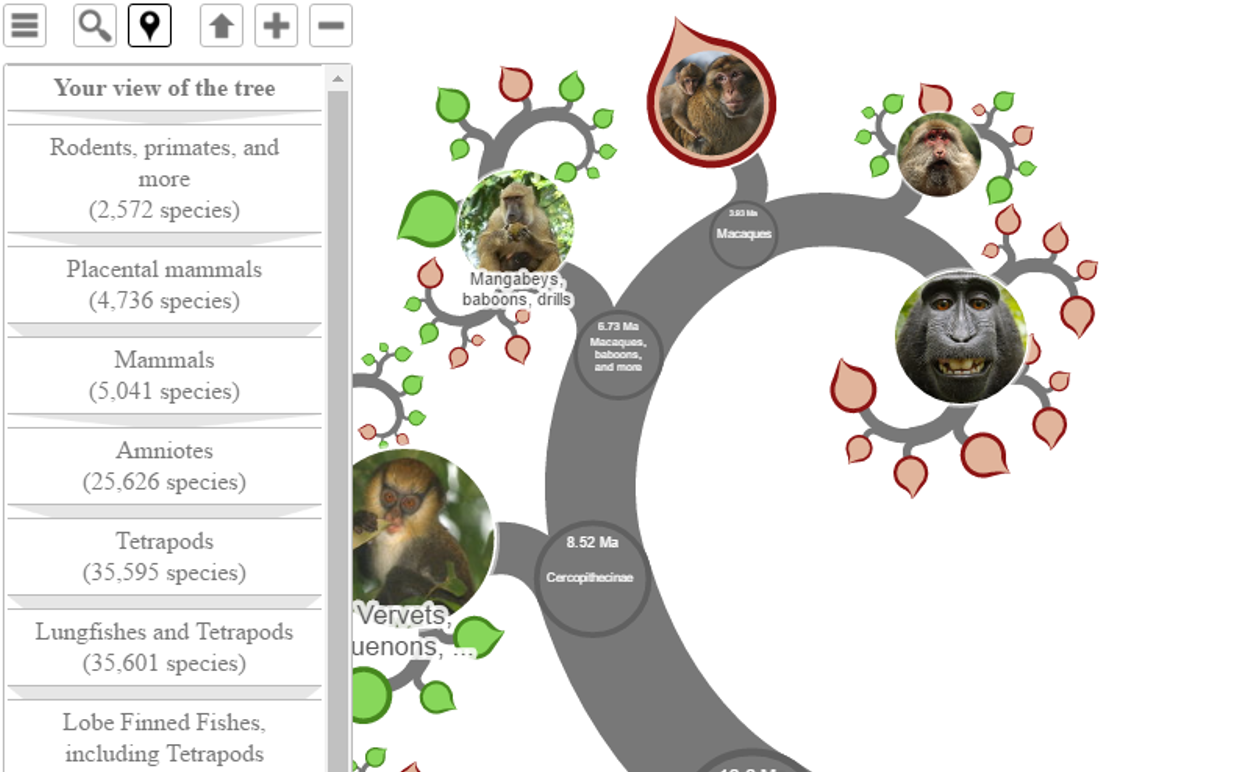 Your view of the tree
Rodents, primates, and
more
(2,572 species)
Placental mammals
(4,736 species)
Mammals
(5,041 species)
Amniotes
(25,626 species)
Tetrapods
(35,595 species)
Lungfishes and Tetrapods
(35,601 species)
Lobe Finned Fishes,
including Tetrapods
3.93 Ma
Macaques
Mangabeys,
baboons, drills
6.73 Ma
Macaques,
baboons,
and more
8.52 Ma
Cercopithecinae
Vervets,
uenons, ...